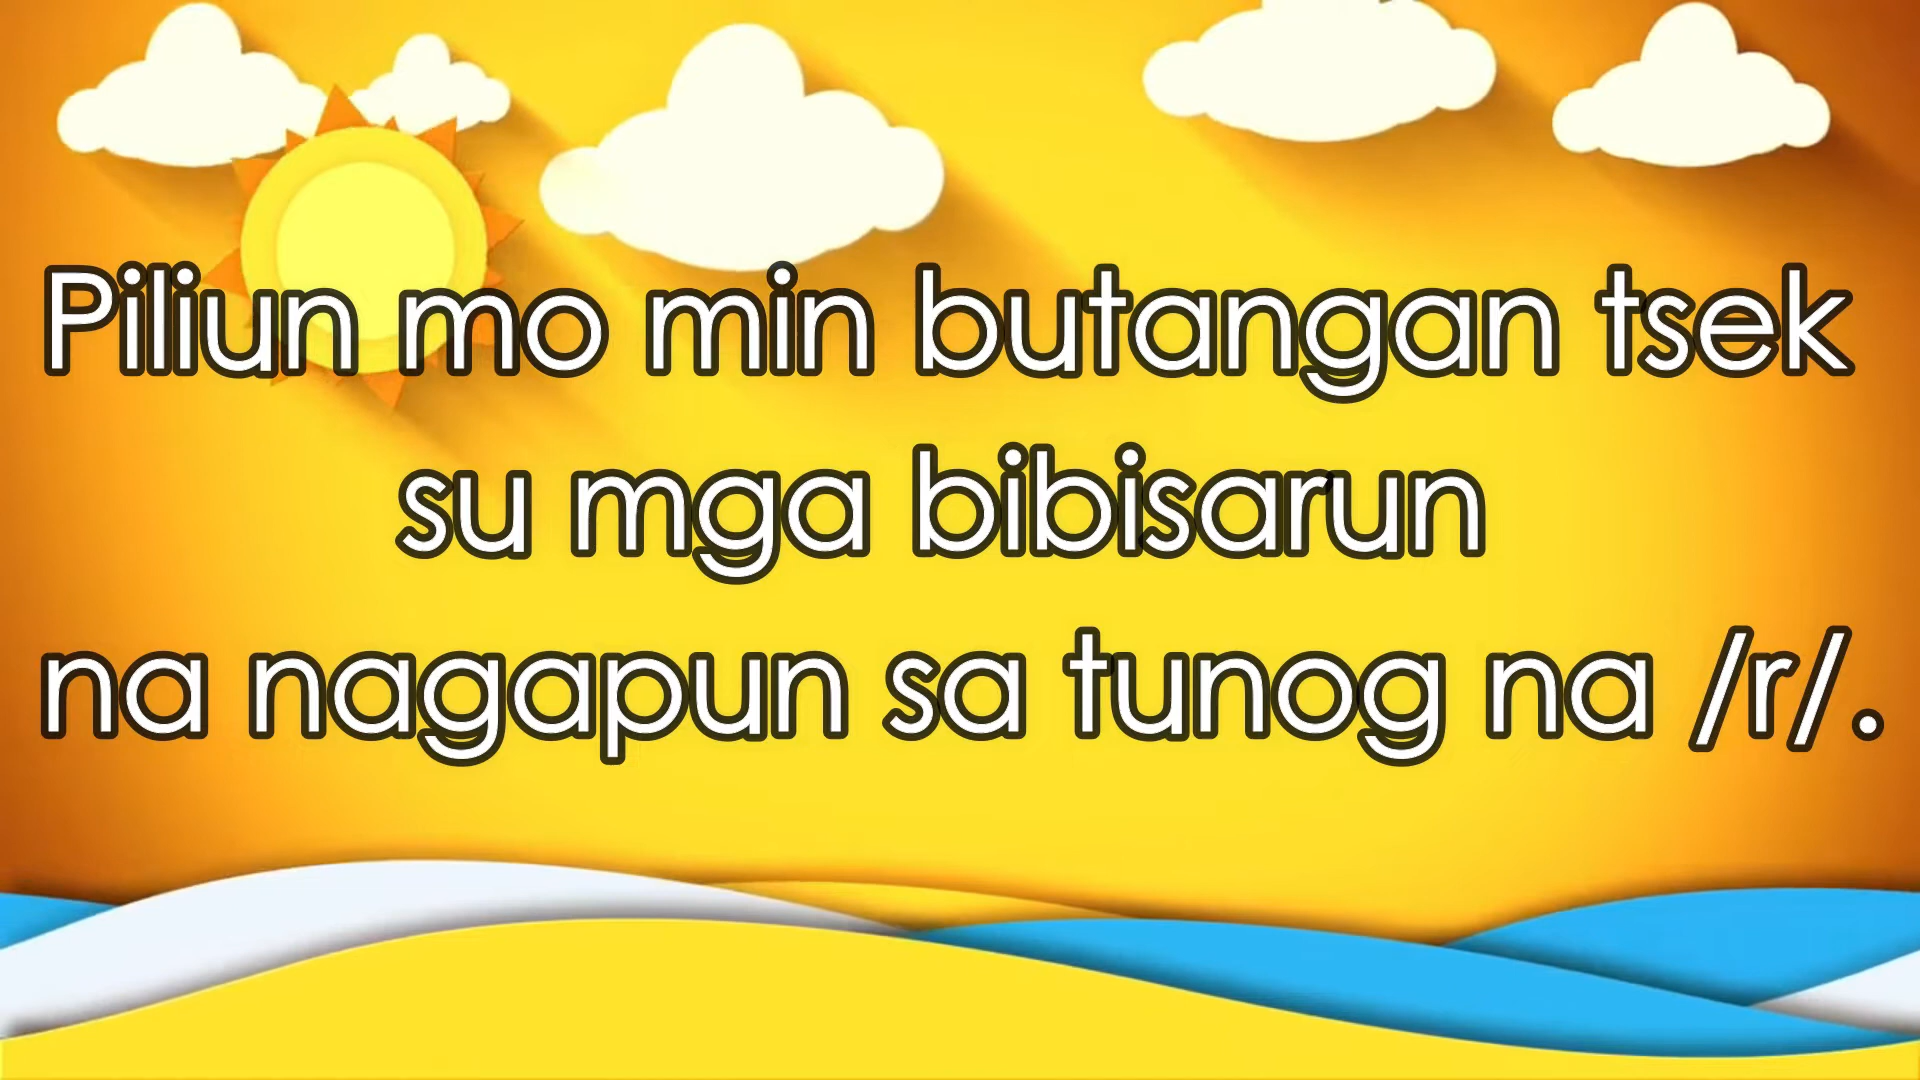 Piliun mo min butangan tsek
su mga bibisarun
na nagapun sa tunog na /r/.